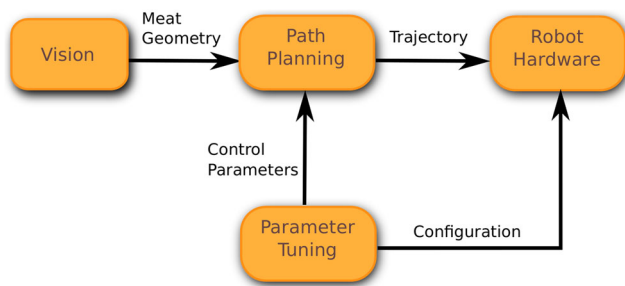 Meat
Geometry
Vision
Path
Planning
Trajectory
Robot
Hardware
Control
Parameters
Parameter
Tuning
Configuration